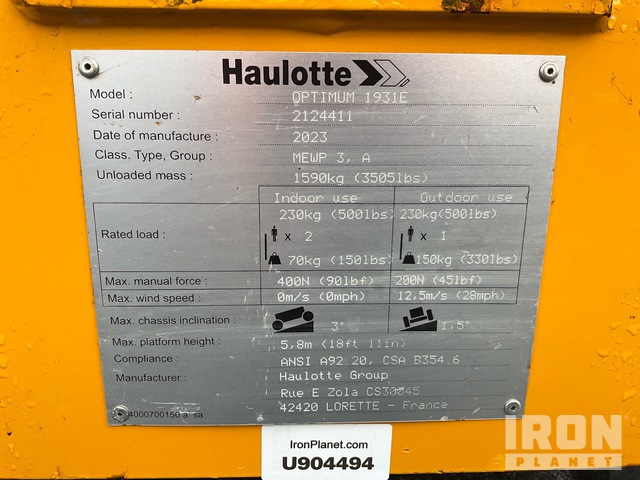 Haulotte
Model : OPTIMUM 1931E
Serial number : 2124411
Date of manufacture : 2023
Class. Type, Group : MEWP 3, A
Unloaded mass : 1590kg (3505lbs)
Indoor use Outdoor use
Rated load : 230kg (500lbs) 230kg(500lbs)
x 2 x 1
70kg (150lbs) 150kg (330lbs)
Max. manual force : 400N (90lbf) 200N (45lbf)
Max. wind speed : 0m/s (0mph) 12,5m/s (28mph)
Max. chassis inclination : 3° 1,5°
Max. platform height : 5,8m (18ft 11in)
Compliance : ANSI A92.20, CSA B354.6
Manufacturer : Haulotte Group
Rue E Zola CS30045
42420 LORETTE - France
4000700150 a sa
IronPlanet.com
U904494
IRON
PLANET